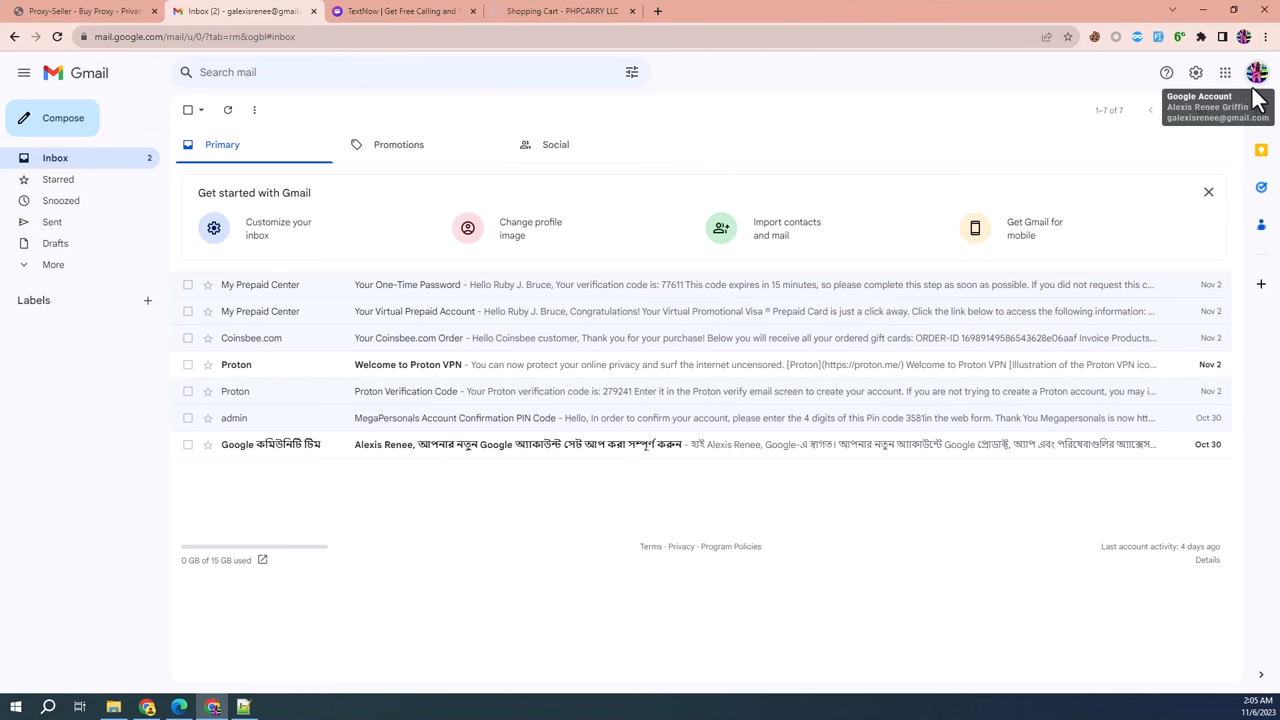 Proxy-Seller - Buy Proxy - Privat
Inbox (2) - galexisrenee@gmail.
TextNow | Get Free Calling and T
Shopping Cart - PHPCARRY LLC
mail.google.com/mail/u/0/?tab=rm&ogbl#inbox
Gmail
Search mail
Google Account
Alexis Renee Griffin
galexisrenee@gmail.com
Compose
1–7 of 7
Inbox 2
Primary
Promotions
Social
Starred
Snoozed
Sent
Drafts
More
Labels
Get started with Gmail
Customize your
inbox
Change profile
image
Import contacts
and mail
Get Gmail for
mobile
My Prepaid Center Your One-Time Password - Hello Ruby J. Bruce, Your verification code is: 77611 This code expires in 15 minutes, so please complete this step as soon as possible. If you did not request this c... Nov 2
My Prepaid Center Your Virtual Prepaid Account - Hello Ruby J. Bruce, Congratulations! Your Virtual Promotional Visa ® Prepaid Card is just a click away. Click the link below to access the following information: ... Nov 2
Coinsbee.com Your Coinsbee.com Order - Hello Coinsbee customer, Thank you for your purchase! Below you will receive all your ordered gift cards: ORDER-ID 16989149586543628e06aaf Invoice Products... Nov 2
Proton Welcome to Proton VPN - You can now protect your online privacy and surf the internet uncensored. [Proton](https://proton.me/) Welcome to Proton VPN [Illustration of the Proton VPN ico... Nov 2
Proton Proton Verification Code - Your Proton verification code is: 279241 Enter it in the Proton verify email screen to create your account. If you are not trying to create a Proton account, you may i... Nov 2
admin MegaPersonals Account Confirmation PIN Code - Hello, In order to confirm your account, please enter the 4 digits of this Pin code 3581in the web form. Thank You Megapersonals is now ht... Oct 30
Google কমিউনিটি টিম Alexis Renee, আপনার নতুন Google অ্যাকাউন্ট সেট আপ করা সম্পূর্ণ করুন - হাই Alexis Renee, Google-এ স্বাগত। আপনার নতুন অ্যাকাউন্টে Google প্রোডাক্ট, অ্যাপ এবং পরিষেবাগুলির অ্যাক্সেস... Oct 30
0 GB of 15 GB used
Terms · Privacy · Program Policies
Last account activity: 4 days ago
Details
2:05 AM
11/6/2023